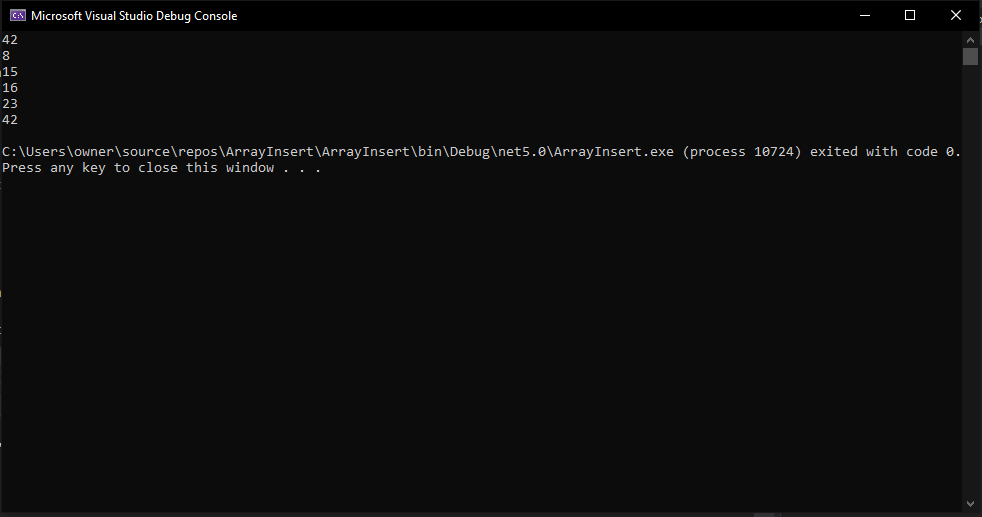 Microsoft Visual Studio Debug Console
42
8
15
16
23
42
C:\Users\owner\source\repos\ArrayInsert\ArrayInsert\bin\Debug\net5.0\ArrayInsert.exe (process 10724) exited with code 0.
Press any key to close this window . . .